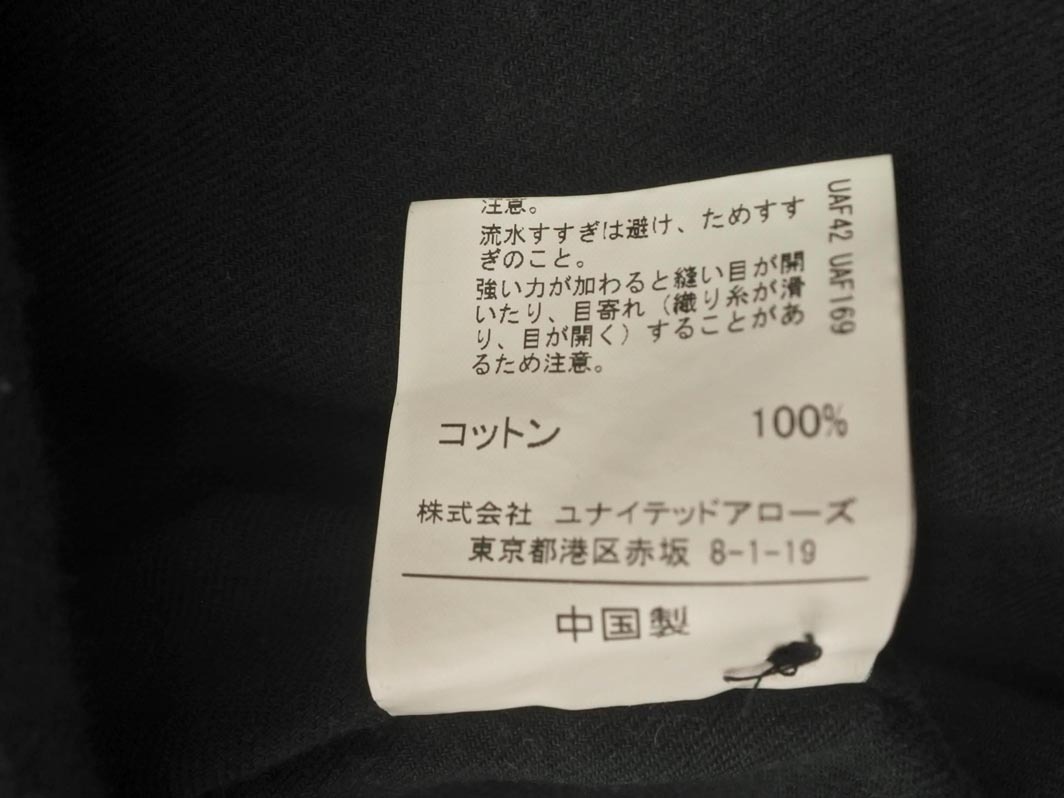 注意。
流水すすぎは避け、ためすす
ぎのこと。
強い力が加わると縫い目が開
いたり、目寄れ（織り糸が滑
り、目が開く）することがあ
るため注意。
コットン 100%
株式会社 ユナイテッドアローズ
東京都港区赤坂 8-1-19
中国製
UAF42 UAF169